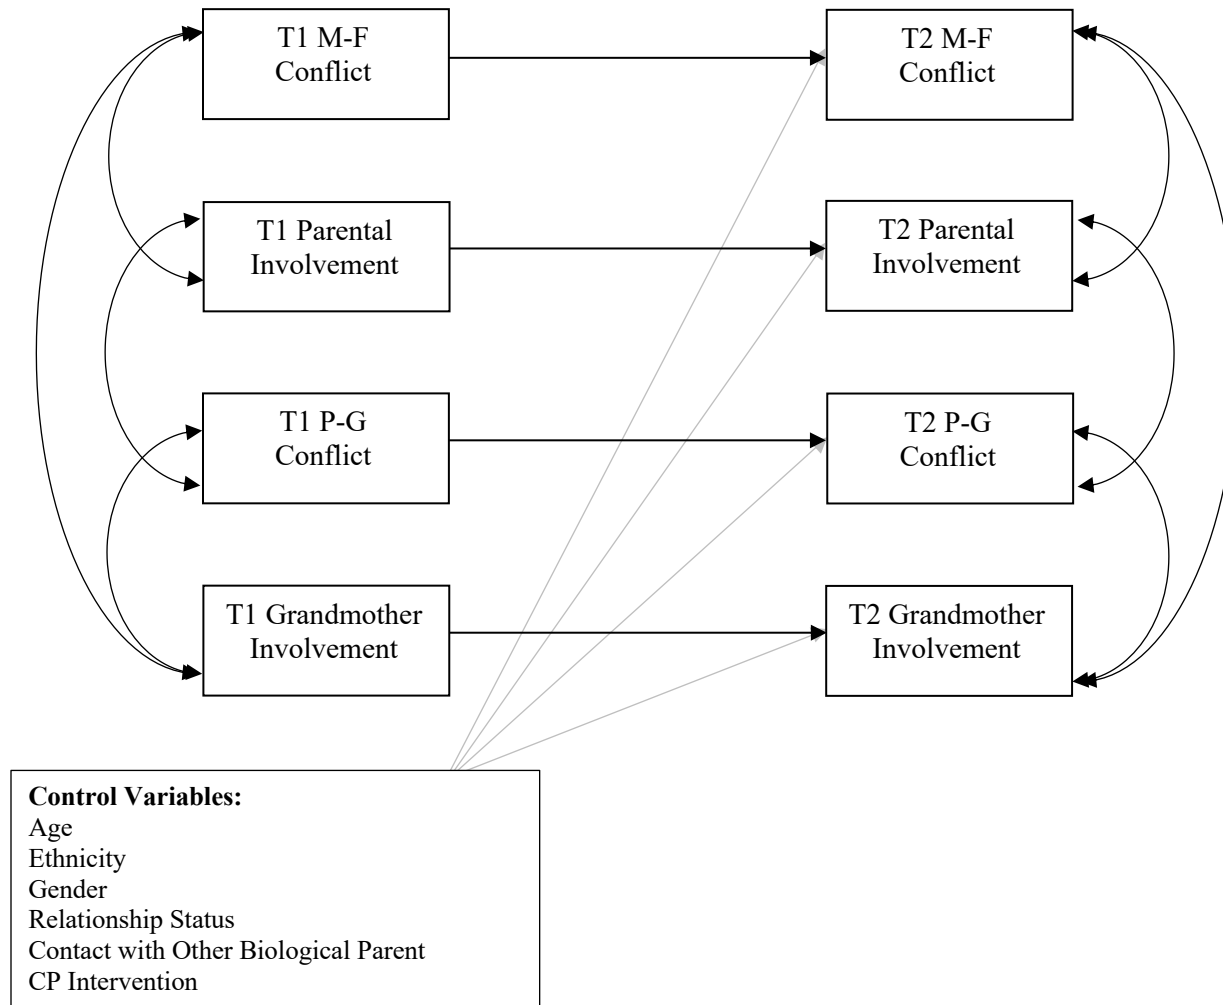 T1 M-F
Conflict
T2 M-F
Conflict
T1 Parental
Involvement
T2 Parental
Involvement
T1 P-G
Conflict
T2 P-G
Conflict
T1 Grandmother
Involvement
T2 Grandmother
Involvement
Control Variables:
Age
Ethnicity
Gender
Relationship Status
Contact with Other Biological Parent
CP Intervention